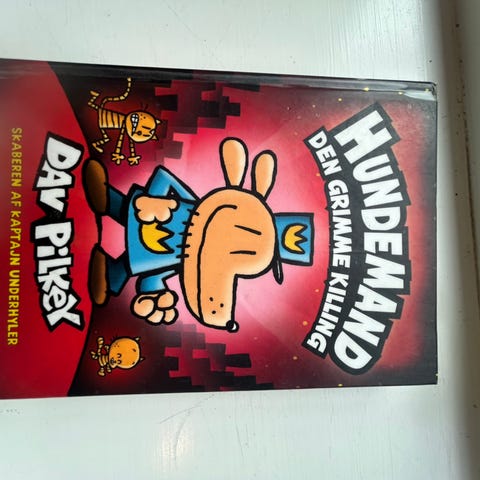 HUNDEMAND
DEN GRIMME KILLING
DAV PILKEY
SKABEREN AF KAPTAJN UNDERHYLER